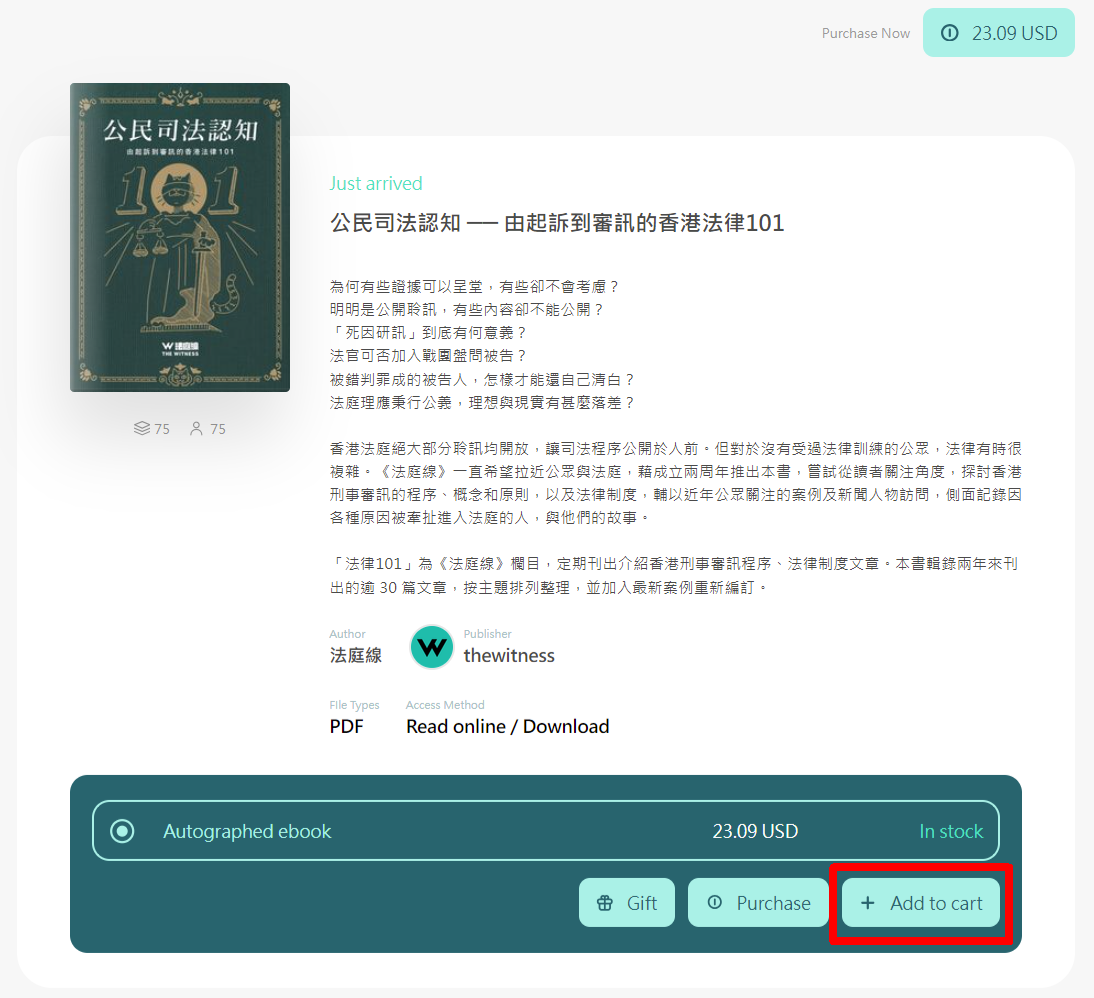 Purchase Now
23.09 USD
公民司法認知
由起訴到審訊的香港法律101
101
法庭線
THE WITNESS
75
75
Just arrived
公民司法認知 —— 由起訴到審訊的香港法律101
為何有些證據可以呈堂，有些卻不會考慮？
明明是公開聆訊，有些內容卻不能公開？
「死因研訊」到底有何意義？
法官可否加入戰團盤問被告？
被錯判罪成的被告人，怎樣才能還自己清白？
法庭理應秉行公義，理想與現實有甚麼落差？
香港法庭絕大部分聆訊均開放，讓司法程序公開於人前。但對於沒有受過法律訓練的公眾，法律有時很
複雜。《法庭線》一直希望拉近公眾與法庭，藉成立兩周年推出本書，嘗試從讀者關注角度，探討香港
刑事審訊的程序、概念和原則，以及法律制度，輔以近年公眾關注的案例及新聞人物訪問，側面記錄因
各種原因被牽扯進入法庭的人，與他們的故事。
「法律101」為《法庭線》欄目，定期刊出介紹香港刑事審訊程序、法律制度文章。本書輯錄兩年來刊
出的逾 30 篇文章，按主題排列整理，並加入最新案例重新編訂。
Author
法庭線
Publisher
thewitness
File Types
PDF
Access Method
Read online / Download
Autographed ebook
23.09 USD
In stock
Gift
Purchase
Add to cart